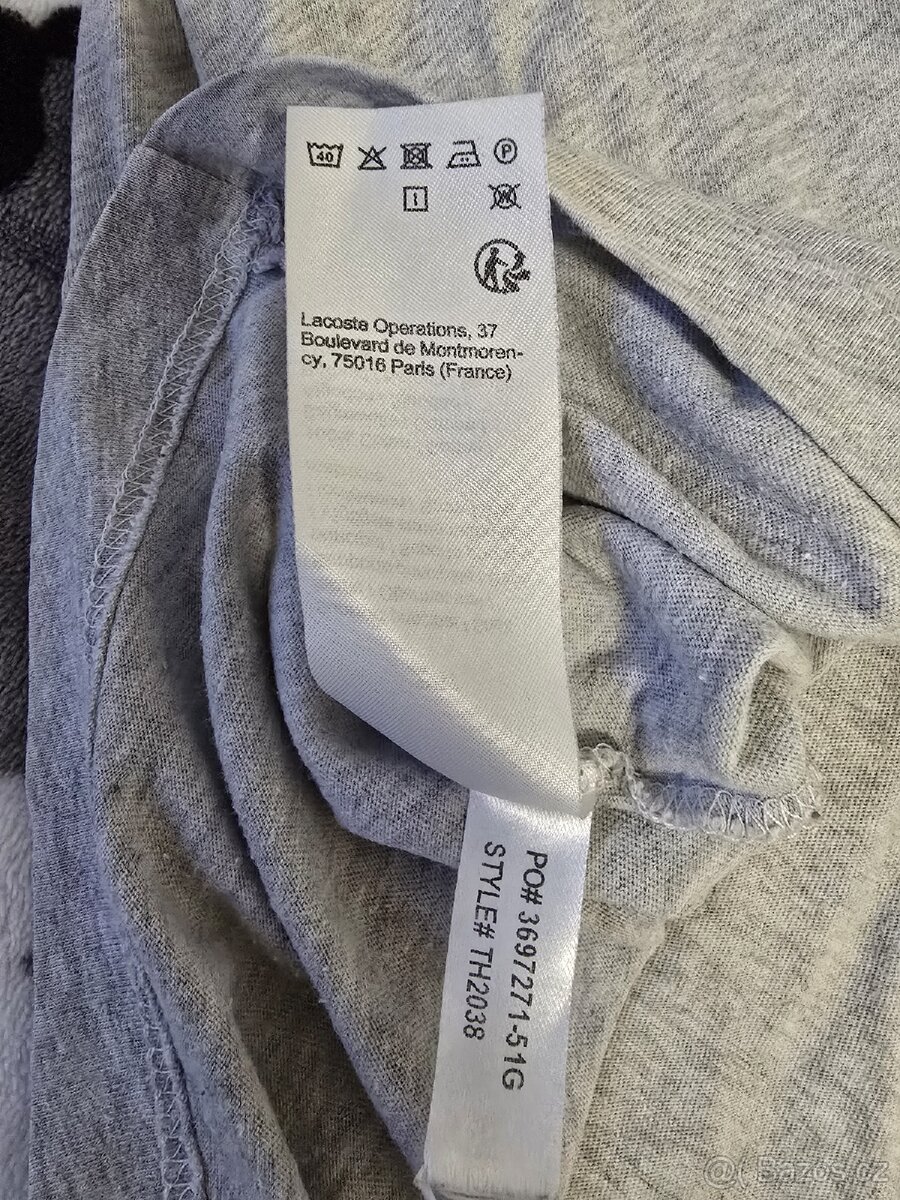 40
P
i
W
Lacoste Operations, 37
Boulevard de Montmoren-
cy, 75016 Paris (France)
PO# 3697271-51G
STYLE# TH2038
@ Bazos.cz